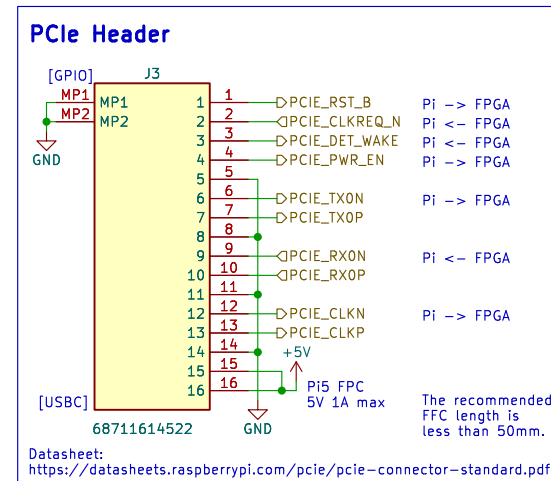 PCIe Header
J3
[GPIO]
MP1 MP1 1 1 PCIE_RST_B Pi -> FPGA
MP2 MP2 2 2 PCIE_CLKREQ_N Pi <- FPGA
3 3 PCIE_DET_WAKE Pi <- FPGA
GND 4 4 PCIE_PWR_EN Pi -> FPGA
5 5
6 6 PCIE_TX0N Pi -> FPGA
7 7 PCIE_TX0P
8 8
9 9 PCIE_RX0N Pi <- FPGA
10 10 PCIE_RX0P
11 11
12 12 PCIE_CLKN Pi -> FPGA
13 13 PCIE_CLKP
14 14 +5V
15 15
16 16 Pi5 FPC
5V 1A max
[USBC]
The recommended
FFC length is
less than 50mm.
68711614522 GND
Datasheet:
https://datasheets.raspberrypi.com/pcie/pcie-connector-standard.pdf